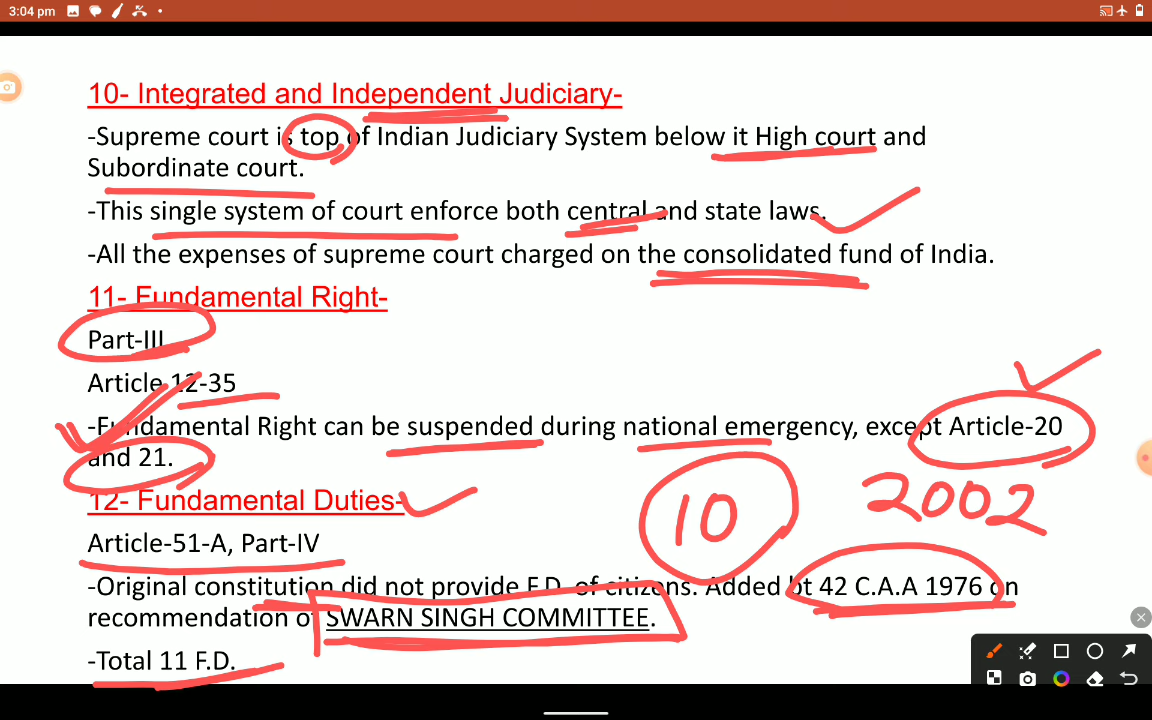 3:04 pm
10- Integrated and Independent Judiciary-
-Supreme court is top of Indian Judiciary System below it High court and
Subordinate court.
-This single system of court enforce both central and state laws.
-All the expenses of supreme court charged on the consolidated fund of India.
11- Fundamental Right-
Part-III
Article 12-35
-Fundamental Right can be suspended during national emergency, except Article-20
and 21.
12- Fundamental Duties-
10
2002
Article-51-A, Part-IV
-Original constitution did not provide F.D. of citizens. Added bt 42 C.A.A 1976 on
recommendation of SWARN SINGH COMMITTEE.
-Total 11 F.D.